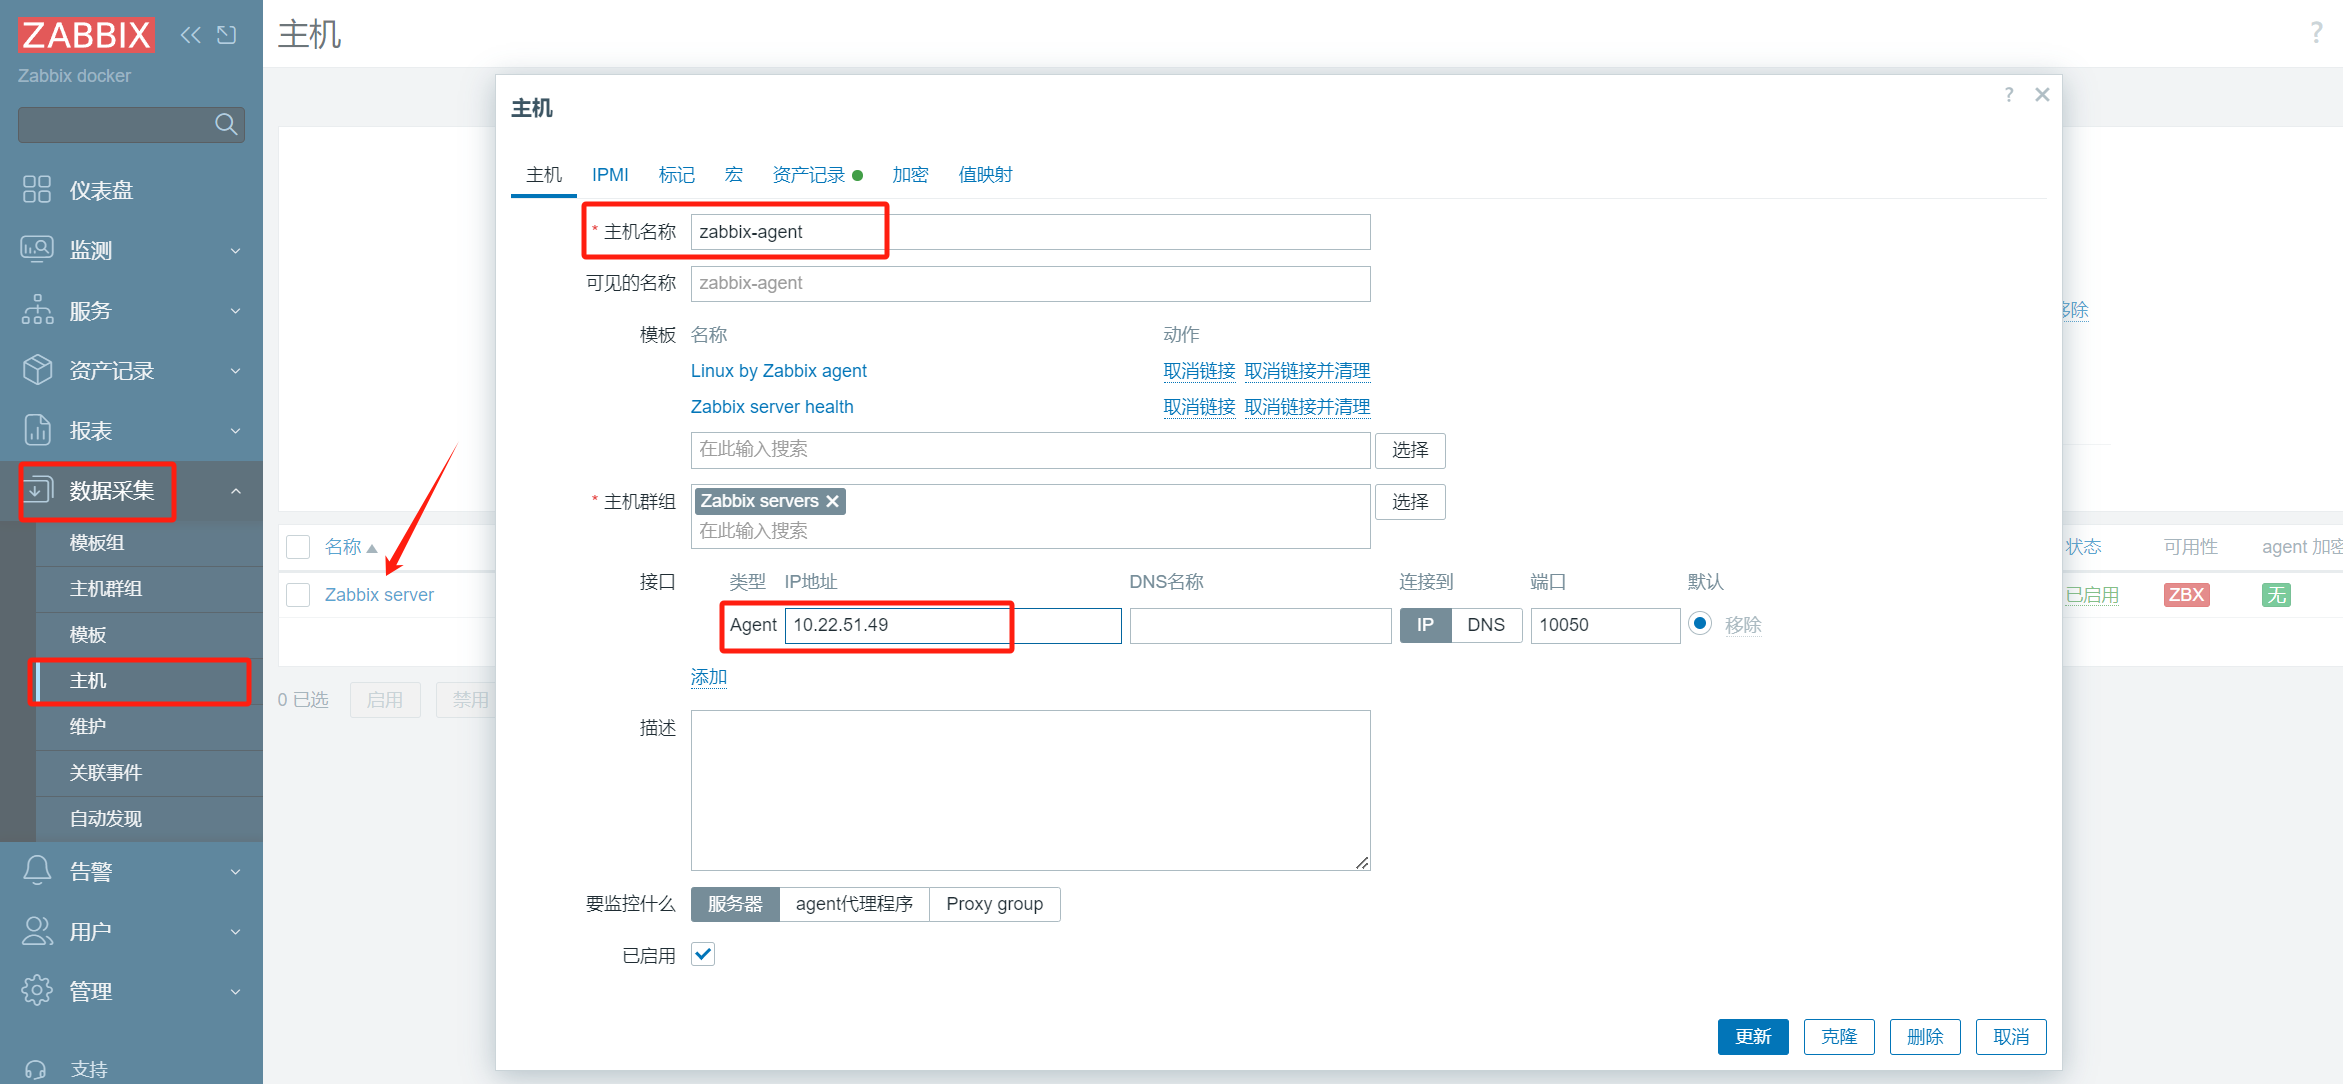 ZABBIX
Zabbix docker
仪表盘
监测
服务
资产记录
报表
数据采集
模板组
主机群组
模板
主机
维护
关联事件
自动发现
告警
用户
管理
支持
主机
?
主机
?
主机 IPMI 标记 宏 资产记录 加密 值映射
* 主机名称 zabbix-agent
可见的名称 zabbix-agent
模板 名称 动作
Linux by Zabbix agent 取消链接 取消链接并清理
Zabbix server health 取消链接 取消链接并清理
在此输入搜索 选择
* 主机群组 Zabbix servers 选择
在此输入搜索
接口 类型 IP地址 DNS名称 连接到 端口 默认
Agent 10.22.51.49 IP DNS 10050 移除
添加
描述
要监控什么 服务器 agent代理程序 Proxy group
已启用
更新 克隆 删除 取消
名称 状态 可用性 agent 加密
Zabbix server 已启用 ZBX 无
0 已选 启用 禁用
移除